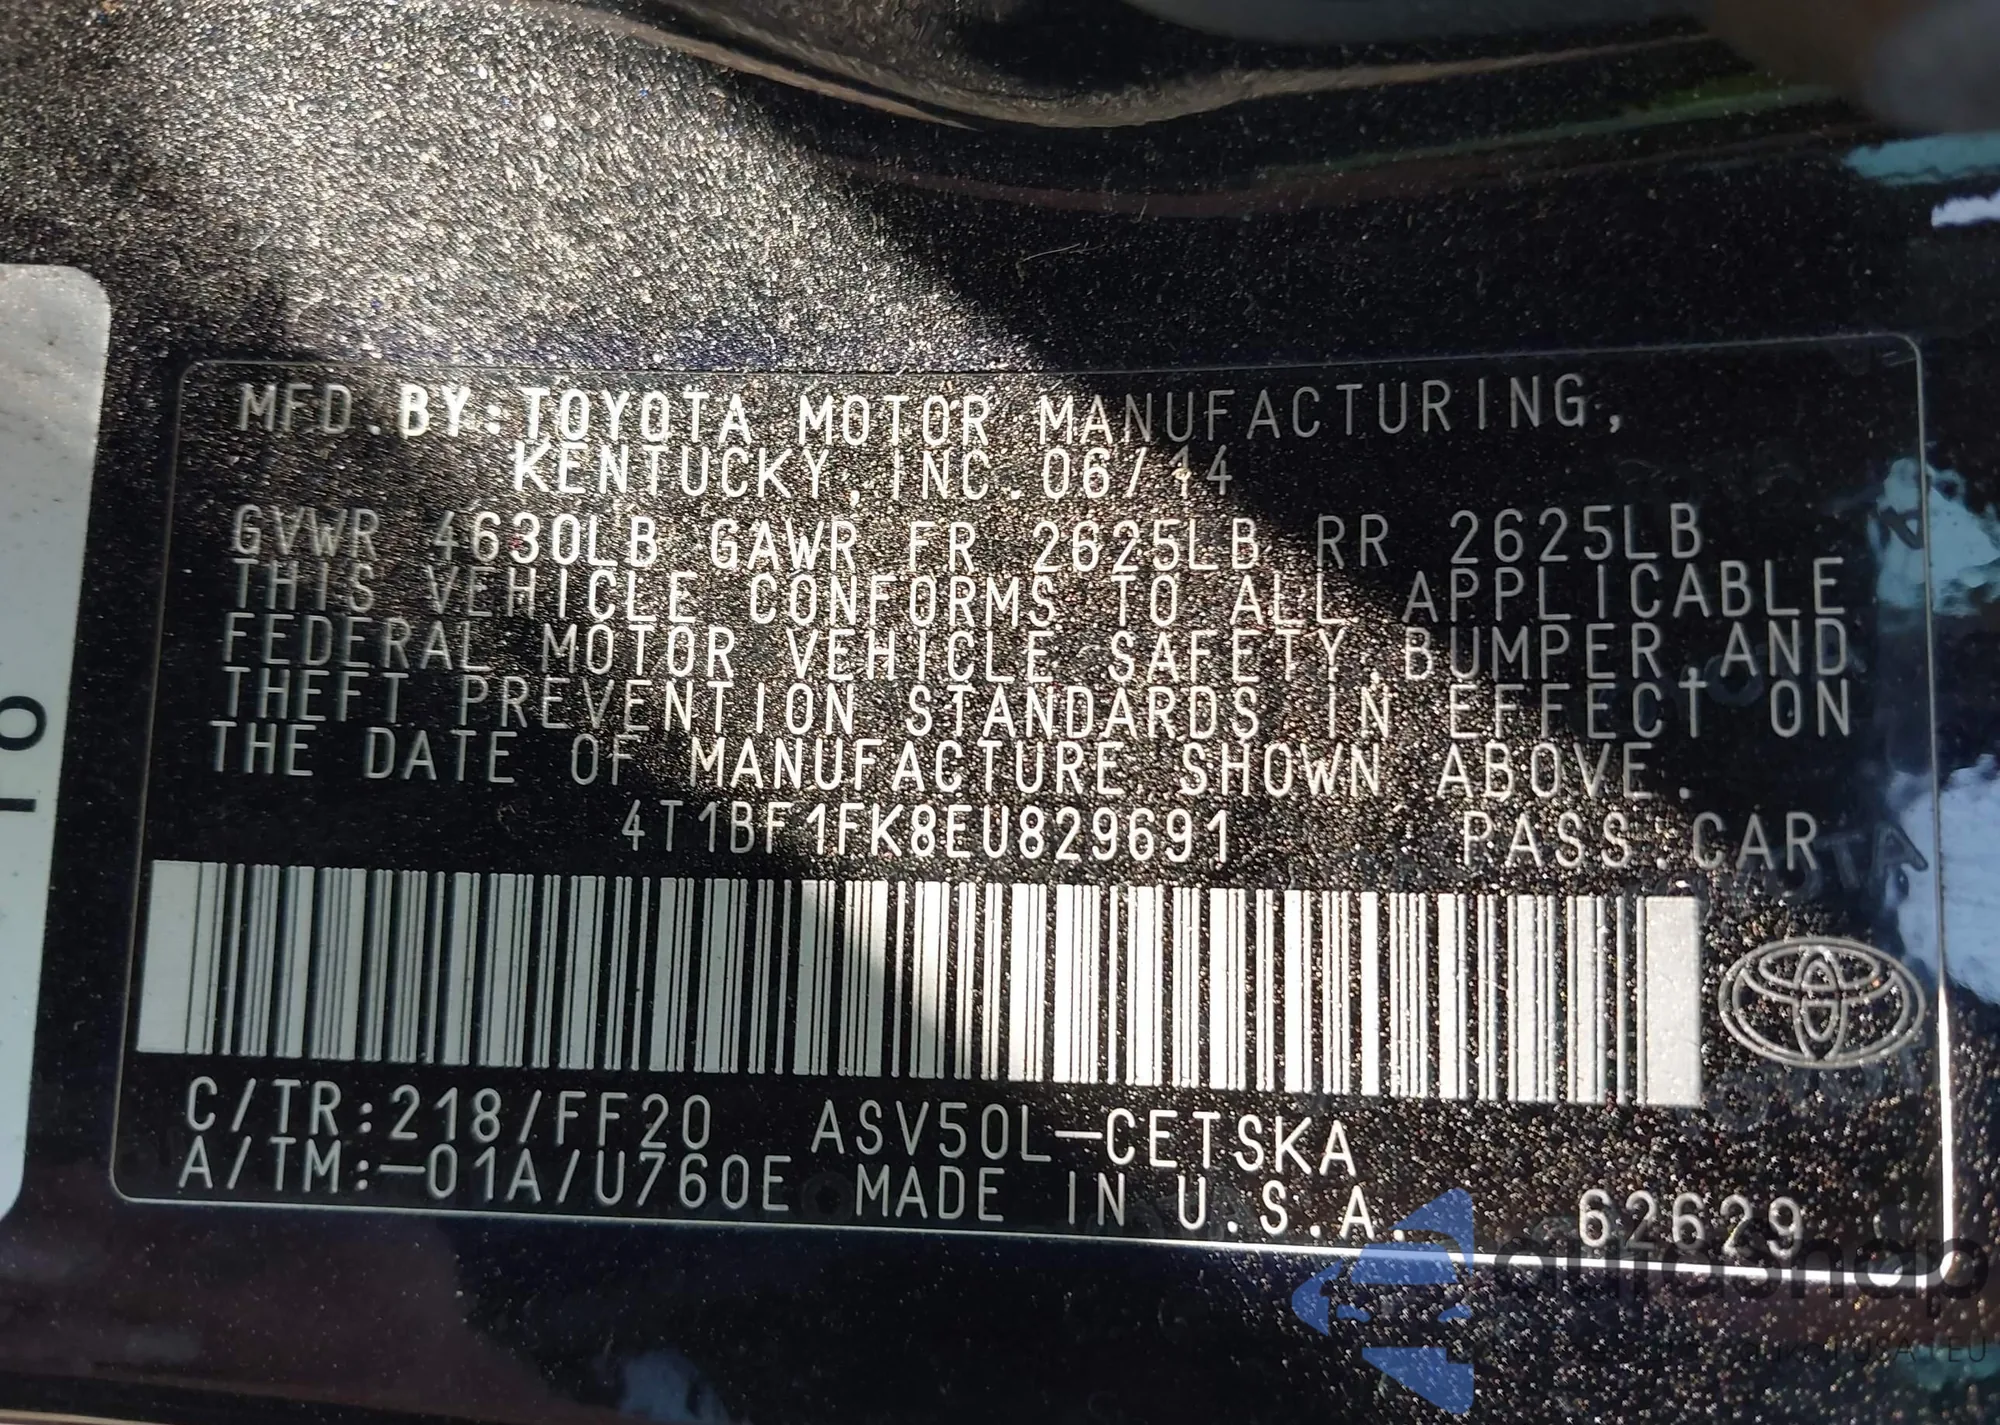 MFD.BY:TOYOTA MOTOR MANUFACTURING,
KENTUCKY,INC.06/14
GVWR 4630LB GAWR FR 2625LB RR 2625LB
THIS VEHICLE CONFORMS TO ALL APPLICABLE
FEDERAL MOTOR VEHICLE SAFETY,BUMPER,AND
THEFT PREVENTION STANDARDS IN EFFECT ON
THE DATE OF MANUFACTURE SHOWN ABOVE.
4T1BF1FK8EU829691 PASS.CAR
C/TR:218/FF20 ASV50L-CETSKA
A/TM:-01A/U760E MADE IN U.S.A. 62629